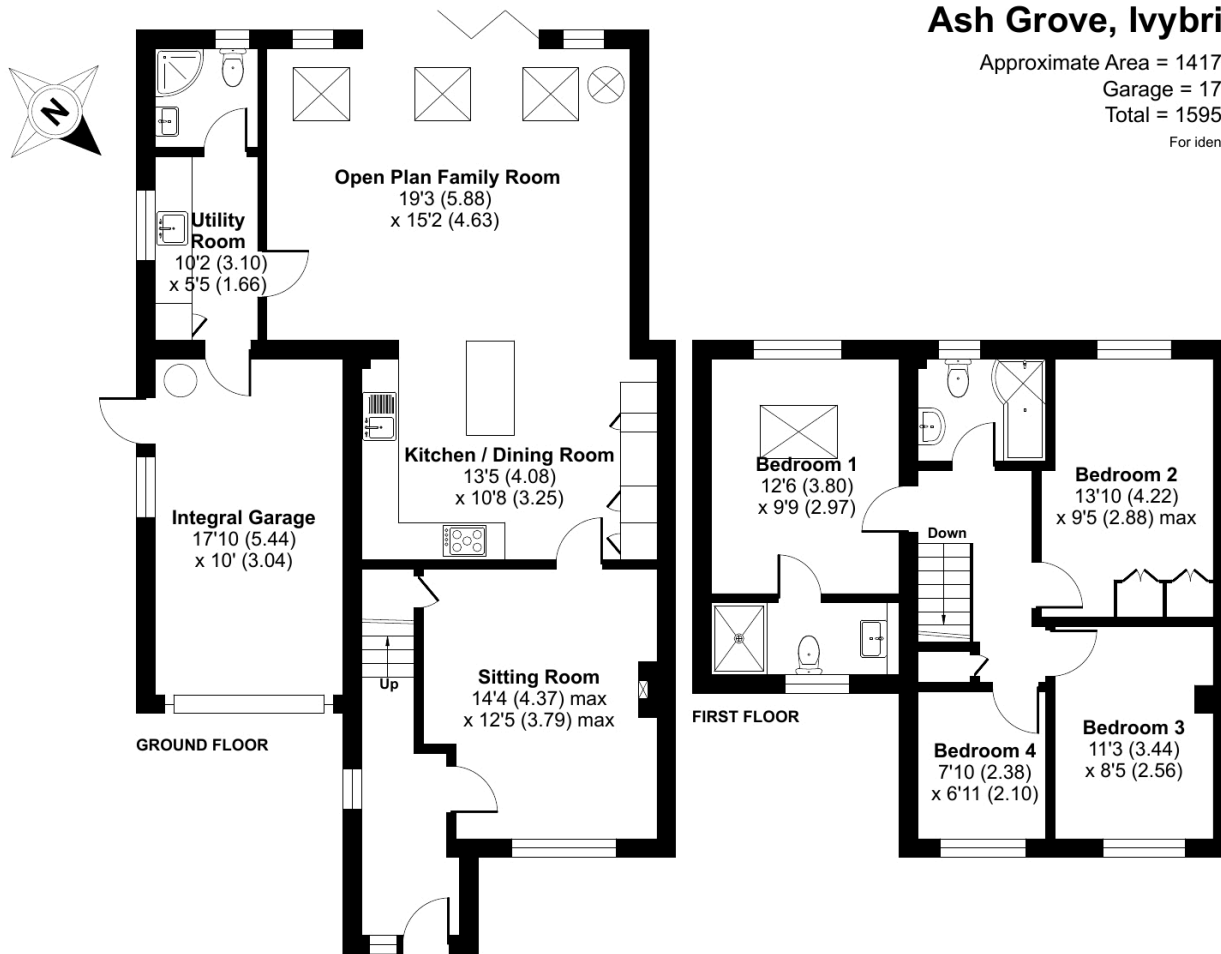 Ash Grove, Ivybri
Approximate Area = 1417
Garage = 17
Total = 1595
For iden
N
Open Plan Family Room
19'3 (5.88)
x 15'2 (4.63)
Utility
Room
10'2 (3.10)
x 5'5 (1.66)
Kitchen / Dining Room
13'5 (4.08)
x 10'8 (3.25)
Integral Garage
17'10 (5.44)
x 10' (3.04)
Up
Sitting Room
14'4 (4.37) max
x 12'5 (3.79) max
GROUND FLOOR
Bedroom 1
12'6 (3.80)
x 9'9 (2.97)
Bedroom 2
13'10 (4.22)
x 9'5 (2.88) max
Down
FIRST FLOOR
Bedroom 4
7'10 (2.38)
x 6'11 (2.10)
Bedroom 3
11'3 (3.44)
x 8'5 (2.56)